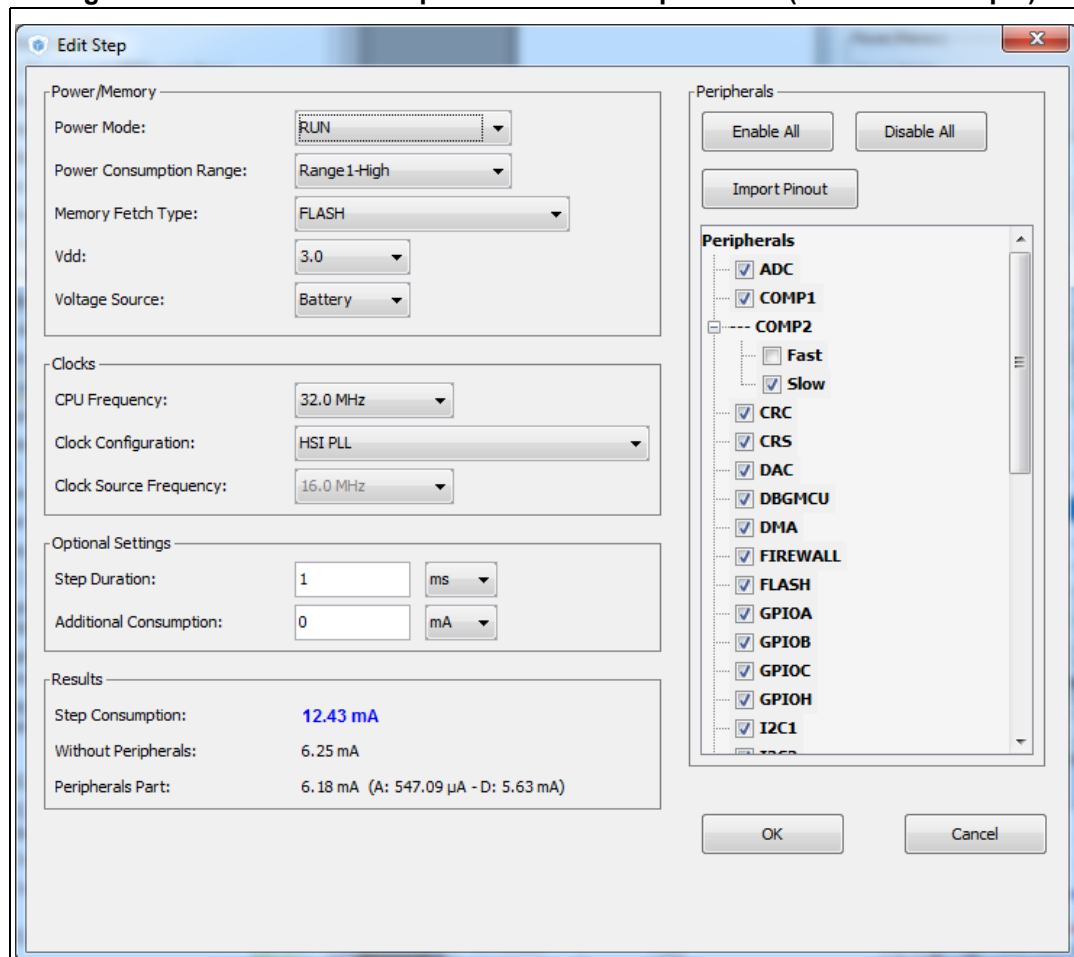 Edit Step
Power/Memory
Power Mode: RUN
Power Consumption Range: Range1-High
Memory Fetch Type: FLASH
Vdd: 3.0
Voltage Source: Battery
Clocks
CPU Frequency: 32.0 MHz
Clock Configuration: HSI PLL
Clock Source Frequency: 16.0 MHz
Optional Settings
Step Duration: 1 ms
Additional Consumption: 0 mA
Results
Step Consumption: 12.43 mA
Without Peripherals: 6.25 mA
Peripherals Part: 6.18 mA (A: 547.09 µA - D: 5.63 mA)
Peripherals
Enable All Disable All
Import Pinout
Peripherals
ADC
COMP1
COMP2
Fast
Slow
CRC
CRS
DAC
DBGMCU
DMA
FIREWALL
FLASH
GPIOA
GPIOB
GPIOC
GPIOH
I2C1
OK Cancel